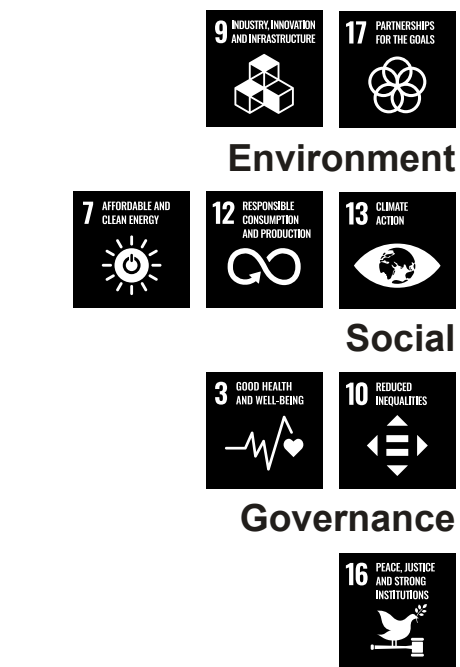 9 INDUSTRY, INNOVATION
AND INFRASTRUCTURE
17 PARTNERSHIPS
FOR THE GOALS
Environment
7 AFFORDABLE AND
CLEAN ENERGY
12 RESPONSIBLE
CONSUMPTION
AND PRODUCTION
13 CLIMATE
ACTION
Social
3 GOOD HEALTH
AND WELL-BEING
10 REDUCED
INEQUALITIES
Governance
16 PEACE, JUSTICE
AND STRONG
INSTITUTIONS